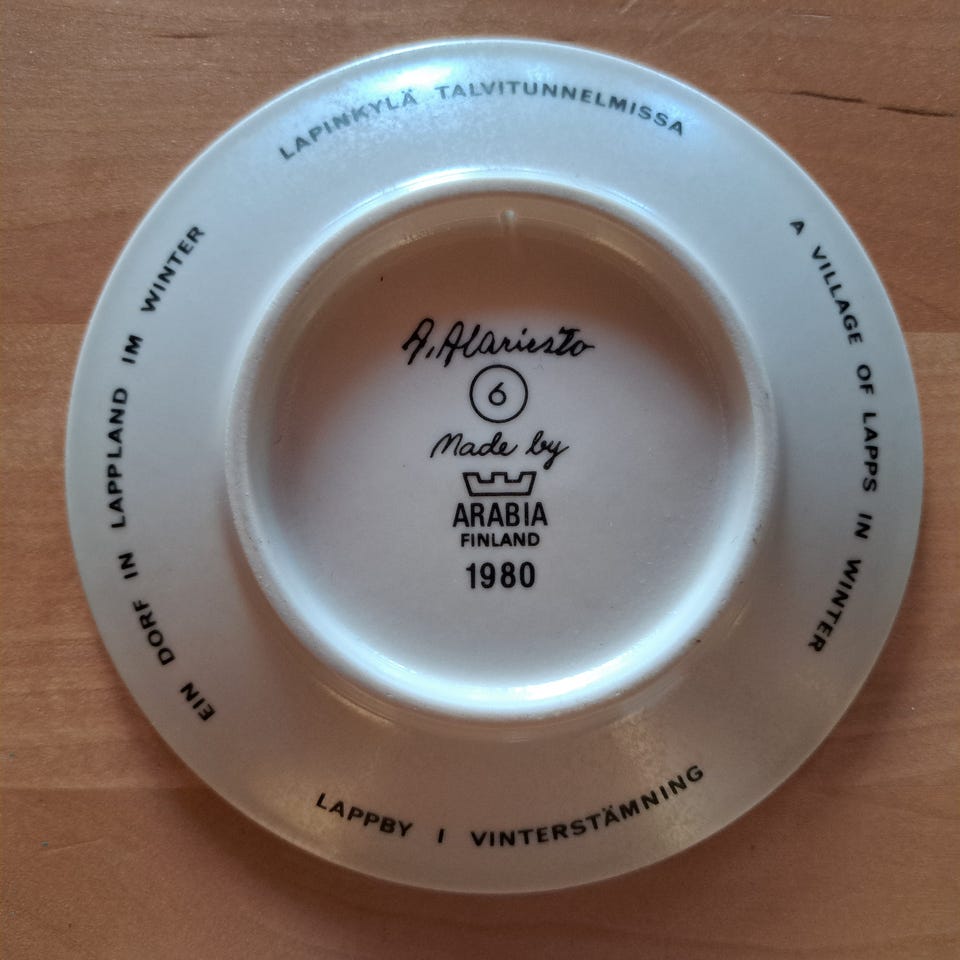 LAPINKYLÄ TALVITUNNELMISSA
A VILLAGE OF LAPPS IN WINTER
LAPPBY I VINTERSTÄMNING
EIN DORF IN LAPPLAND IM WINTER
A. Alariesto
6
Made by
ARABIA
FINLAND
1980